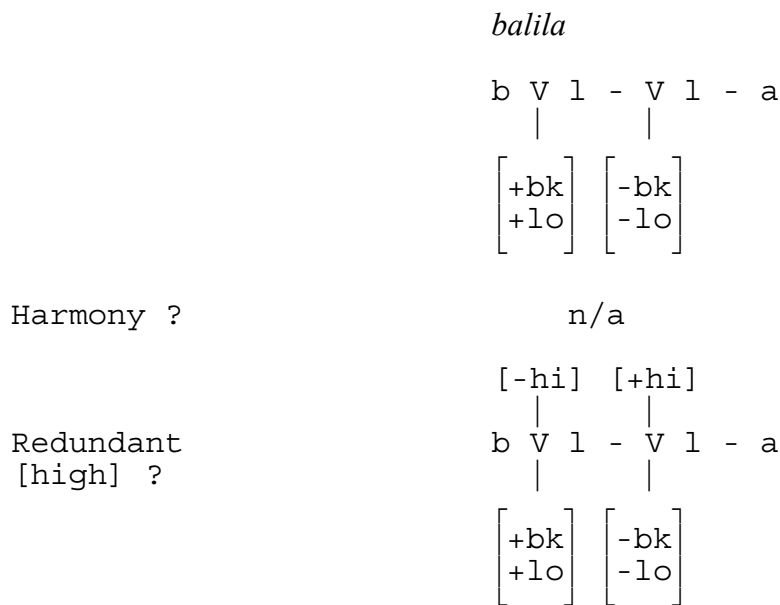 balila
b V l - V l - a
| |
[+bk] [-bk]
[+lo] [-lo]
Harmony ? n/a
[-hi] [+hi]
| |
Redundant b V l - V l - a
[high] ? | |
[+bk] [-bk]
[+lo] [-lo]